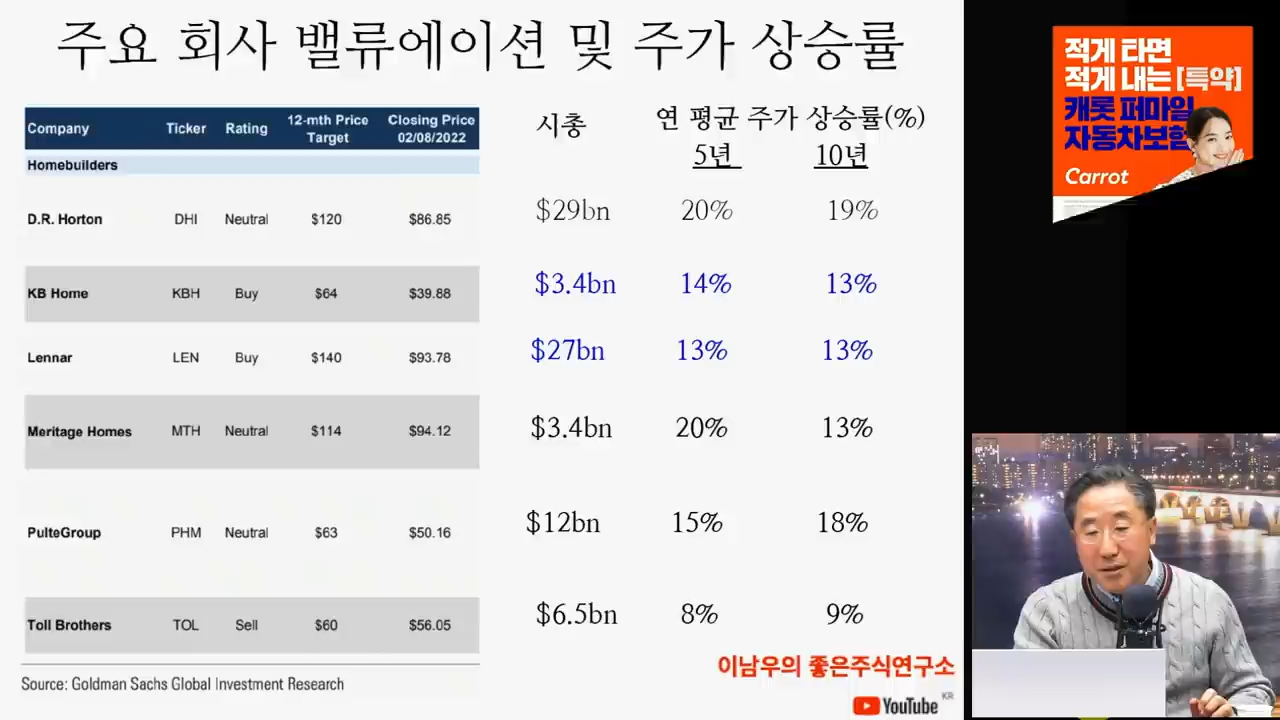 주요 회사 밸류에이션 및 주가 상승률
Company Ticker Rating 12-mth Price Target Closing Price 02/08/2022
시총 연 평균 주가 상승률(%)
5년 10년
Homebuilders
D.R. Horton DHI Neutral $120 $86.85 $29bn 20% 19%
KB Home KBH Buy $64 $39.88 $3.4bn 14% 13%
Lennar LEN Buy $140 $93.78 $27bn 13% 13%
Meritage Homes MTH Neutral $114 $94.12 $3.4bn 20% 13%
PulteGroup PHM Neutral $63 $50.16 $12bn 15% 18%
Toll Brothers TOL Sell $60 $56.05 $6.5bn 8% 9%
Source: Goldman Sachs Global Investment Research
이남우의 좋은주식연구소
YouTube KR
적게 타면
적게 내는 [특약]
캐롯 퍼마일
자동차보험
Carrot